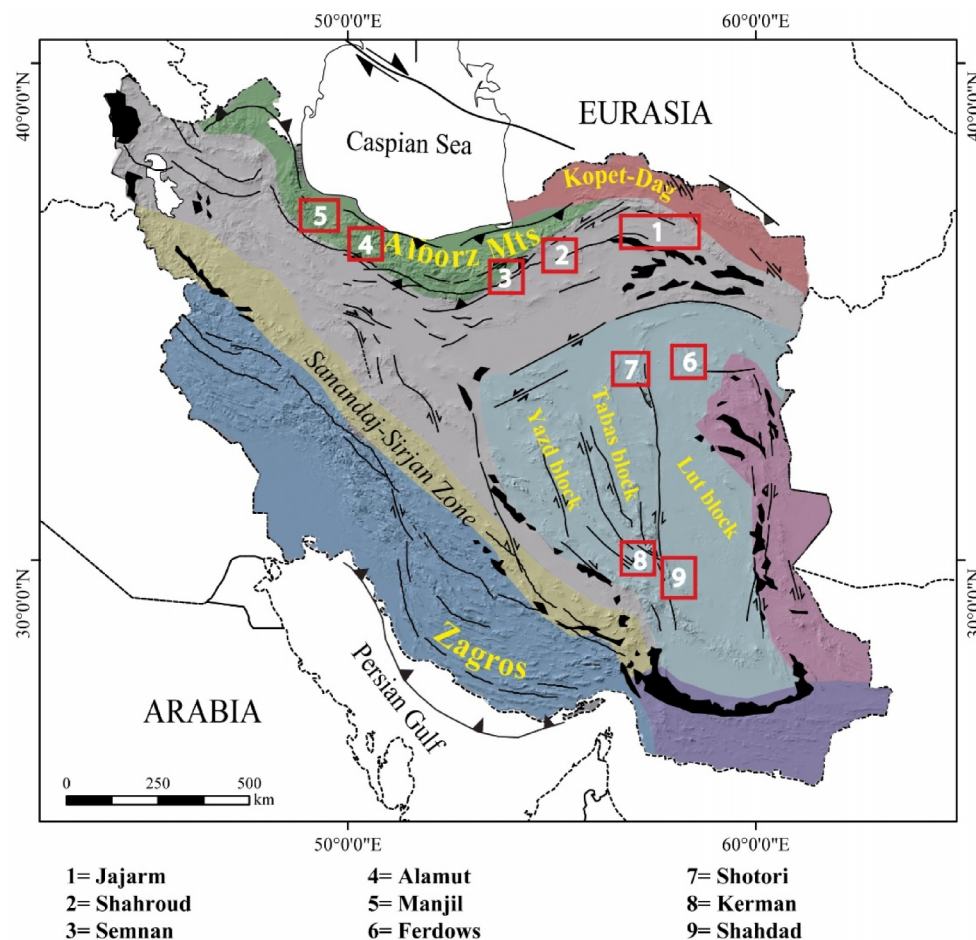 50°0'0"E 60°0'0"E
40°0'0"N
40°0'0"N
EURASIA
Caspian Sea
Kopet-Dag
5
4
Alborz Mts
3
2
1
Sanandaj-Sirjan Zone
7
6
Yazd block
Tabas block
Lut block
8
9
30°0'0"N
30°0'0"N
Zagros
Persian Gulf
ARABIA
0 250 500
km
50°0'0"E 60°0'0"E
1= Jajarm 4= Alamut 7= Shotori
2= Shahroud 5= Manjil 8= Kerman
3= Semnan 6= Ferdows 9= Shahdad